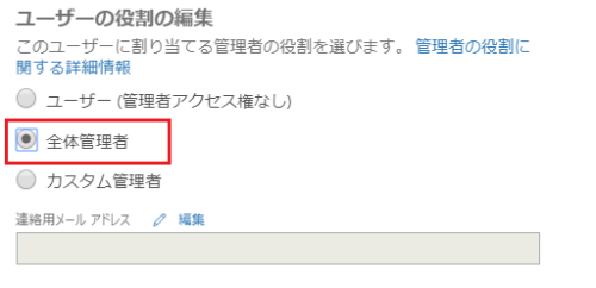 ユーザーの役割の編集
このユーザーに割り当てる管理者の役割を選びます。 管理者の役割に
関する詳細情報
ユーザー (管理者アクセス権なし)
全体管理者
カスタム管理者
連絡用メール アドレス 編集